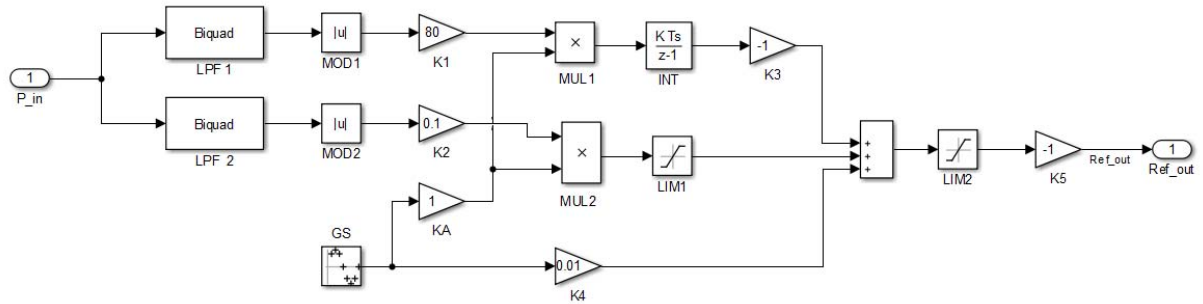 Biquad
LPF 1
|u|
MOD1
80
K1
×
MUL1
K Ts
z-1
INT
-1
K3
1
P_in
Biquad
LPF 2
|u|
MOD2
0.1
K2
×
MUL2
LIM1
+
+
+
LIM2
-1
K5
Ref_out
1
Ref_out
1
KA
GS
0.01
K4